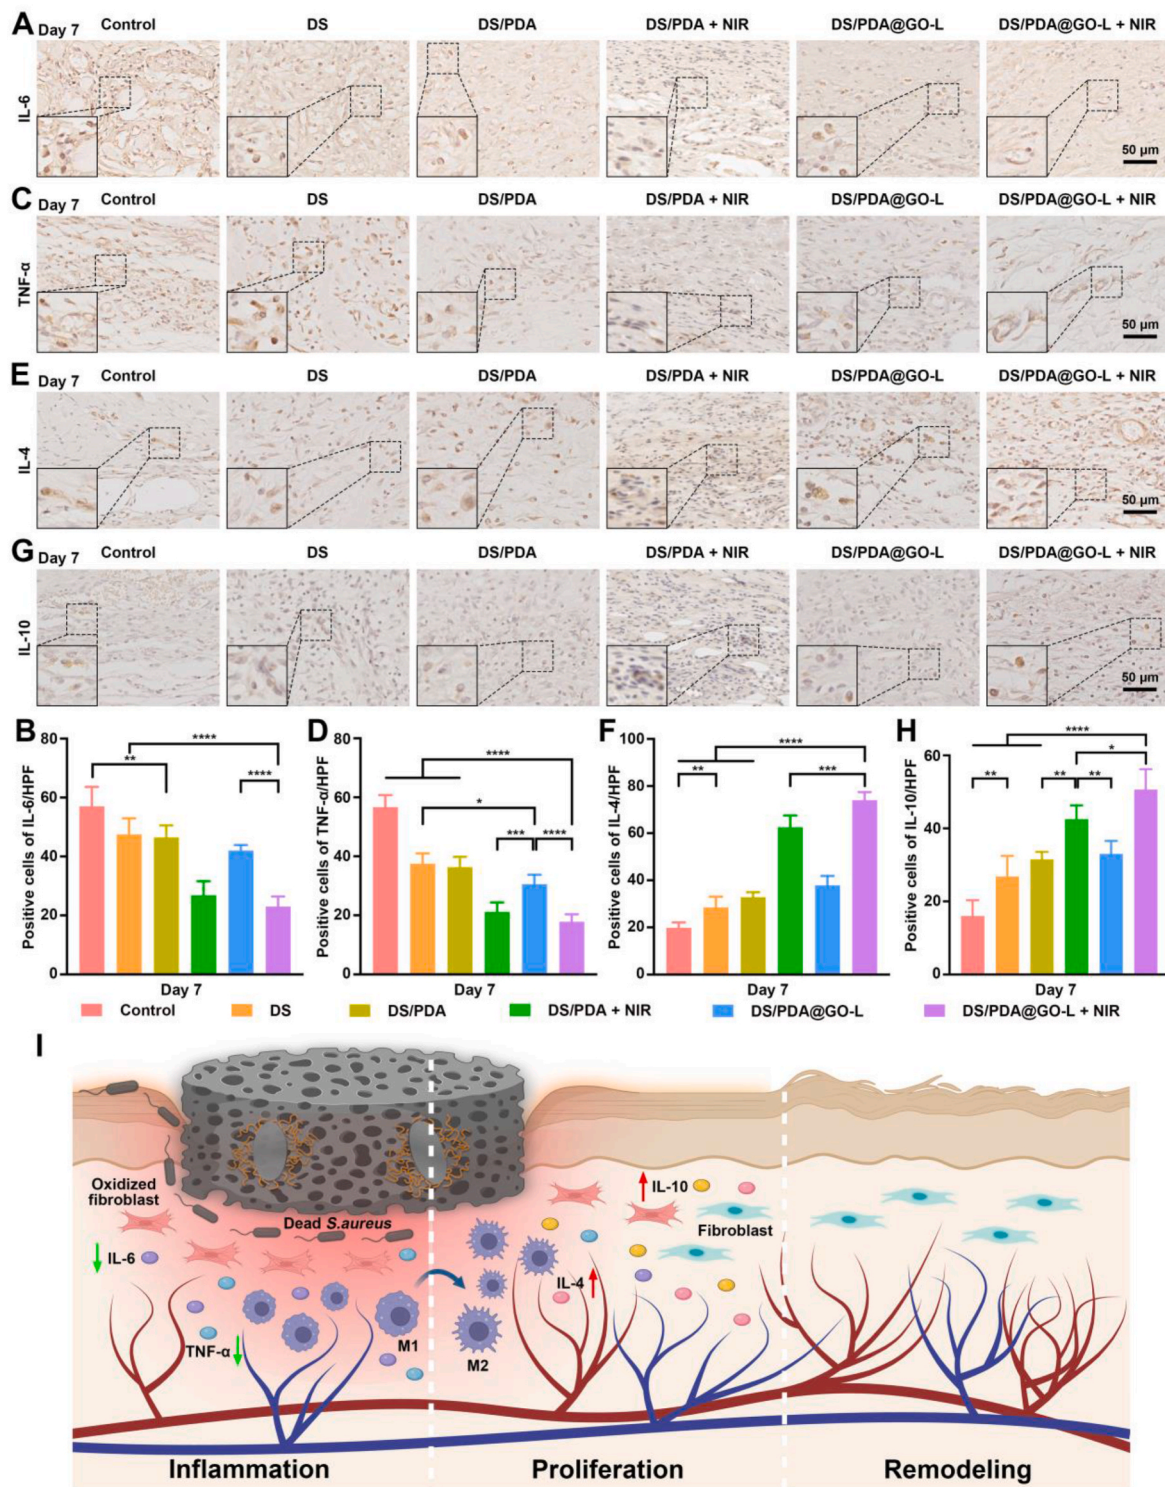 A Day 7 Control DS DS/PDA DS/PDA + NIR DS/PDA@GO-L DS/PDA@GO-L + NIR
IL-6
50 µm
C Day 7 Control DS DS/PDA DS/PDA + NIR DS/PDA@GO-L DS/PDA@GO-L + NIR
TNF-α
50 µm
E Day 7 Control DS DS/PDA DS/PDA + NIR DS/PDA@GO-L DS/PDA@GO-L + NIR
IL-4
50 µm
G Day 7 Control DS DS/PDA DS/PDA + NIR DS/PDA@GO-L DS/PDA@GO-L + NIR
IL-10
50 µm
B
Positive cells of IL-6/HPF
80
60
40
20
0
****
**
****
Day 7
D
Positive cells of TNF-α/HPF
80
60
40
20
0
****
*
***
****
Day 7
F
Positive cells of IL-4/HPF
100
80
60
40
20
0
****
**
***
Day 7
H
Positive cells of IL-10/HPF
60
40
20
0
****
*
**
**
**
Day 7
Control DS DS/PDA DS/PDA + NIR DS/PDA@GO-L DS/PDA@GO-L + NIR
I
Oxidized
fibroblast
Dead S.aureus
IL-6
TNF-α
M1
M2
IL-4
IL-10
Fibroblast
Inflammation Proliferation Remodeling